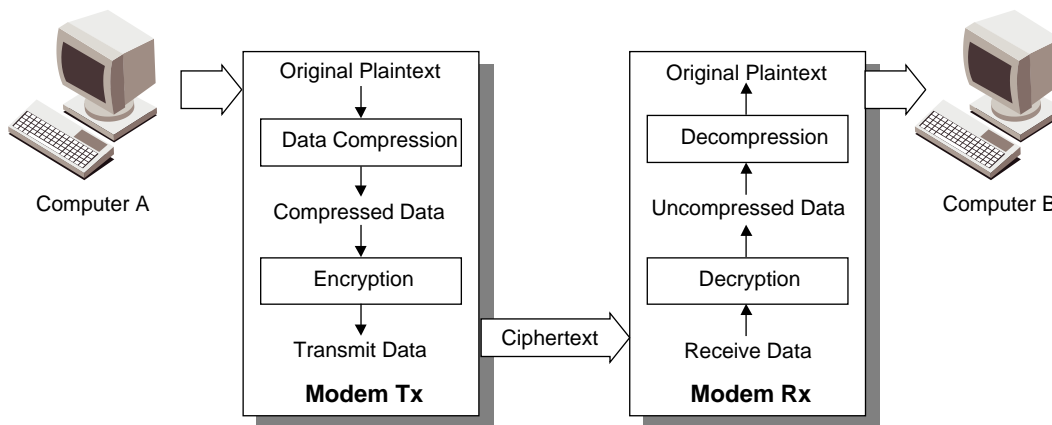 Computer A
Original Plaintext
Data Compression
Compressed Data
Encryption
Transmit Data
Modem Tx
Ciphertext
Original Plaintext
Decompression
Uncompressed Data
Decryption
Receive Data
Modem Rx
Computer B